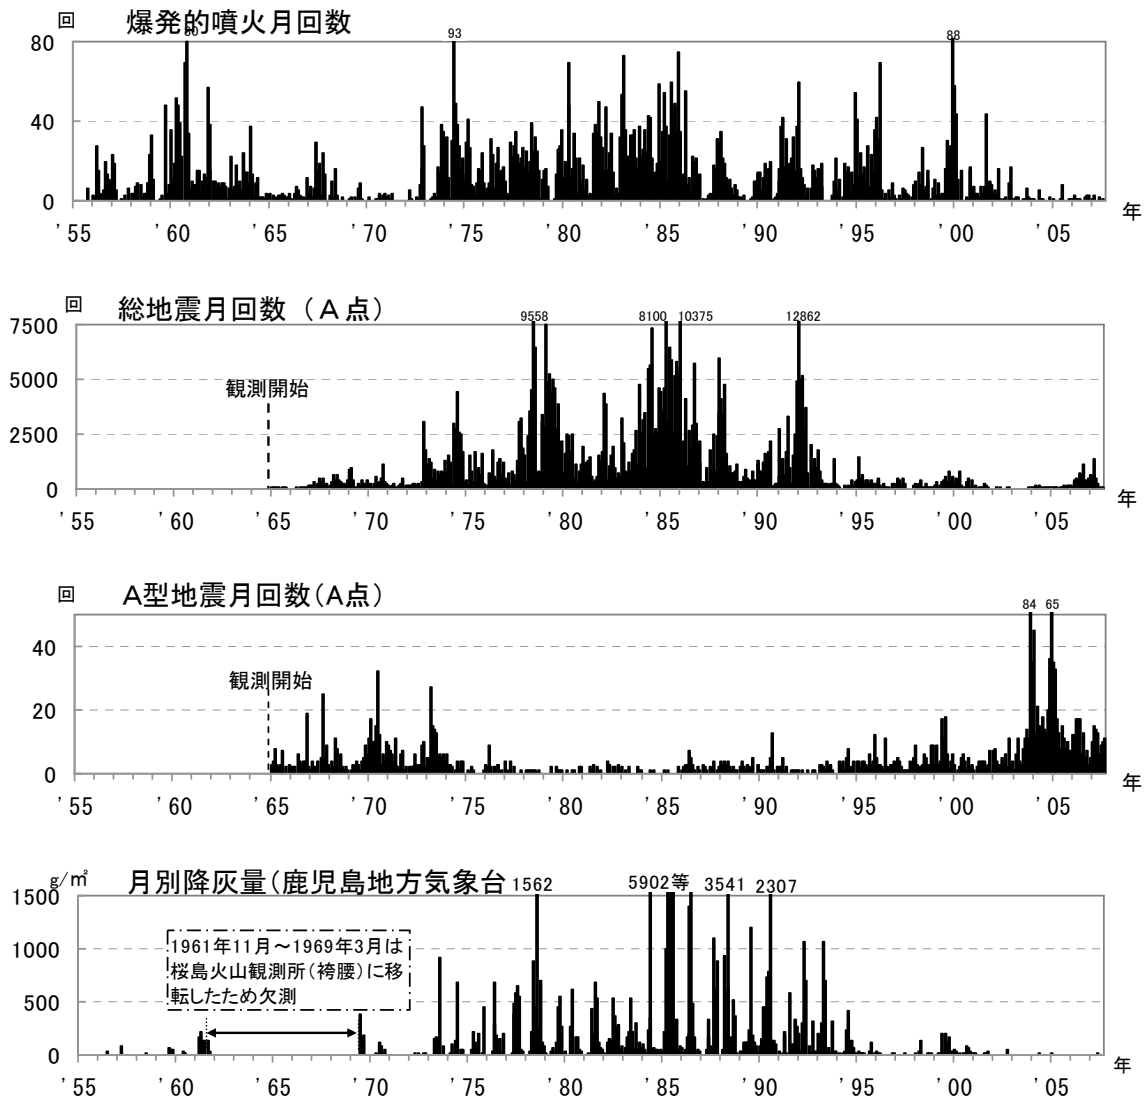 回 爆発的噴火月回数
93 88
80
40
0
'55 '60 '65 '70 '75 '80 '85 '90 '95 '00 '05 年
回 総地震月回数（Ａ点）
9558 8100 10375 12862
7500
5000
観測開始
2500
0
'55 '60 '65 '70 '75 '80 '85 '90 '95 '00 '05 年
回 Ａ型地震月回数(Ａ点)
84 65
40
観測開始
20
0
'55 '60 '65 '70 '75 '80 '85 '90 '95 '00 '05 年
g/㎡ 月別降灰量(鹿児島地方気象台
1562 5902等 3541 2307
1500
1961年11月～1969年3月は
1000
桜島火山観測所(袴腰)に移
転したため欠測
500
0
'55 '60 '65 '70 '75 '80 '85 '90 '95 '00 '05 年